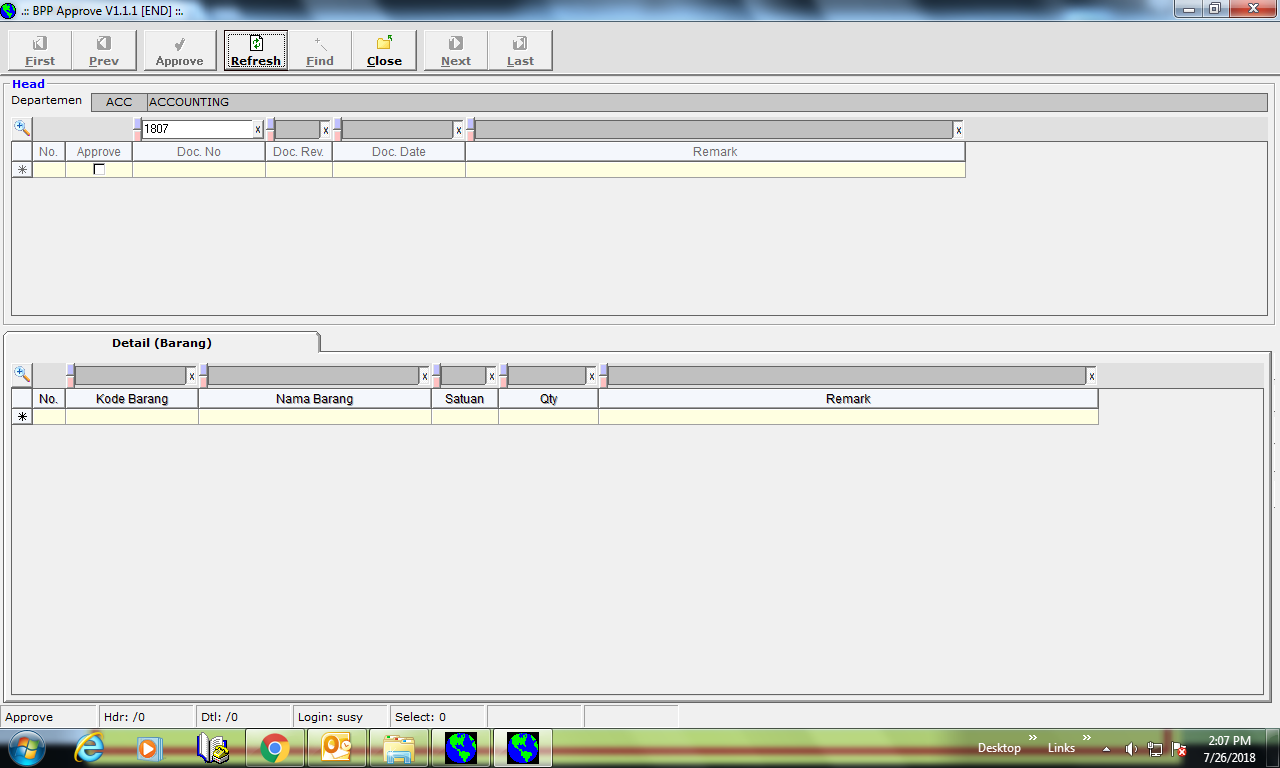 .:: BPP Approve V1.1.1 [END] ::.
First Prev Approve Refresh Find Close Next Last
Head
Departemen ACC ACCOUNTING
1807 x x x x
No. Approve Doc. No Doc. Rev. Doc. Date Remark
Detail (Barang)
x x x x x
No. Kode Barang Nama Barang Satuan Qty Remark
Approve Hdr: /0 Dtl: /0 Login: susy Select: 0
Desktop » Links » 2:07 PM
7/26/2018